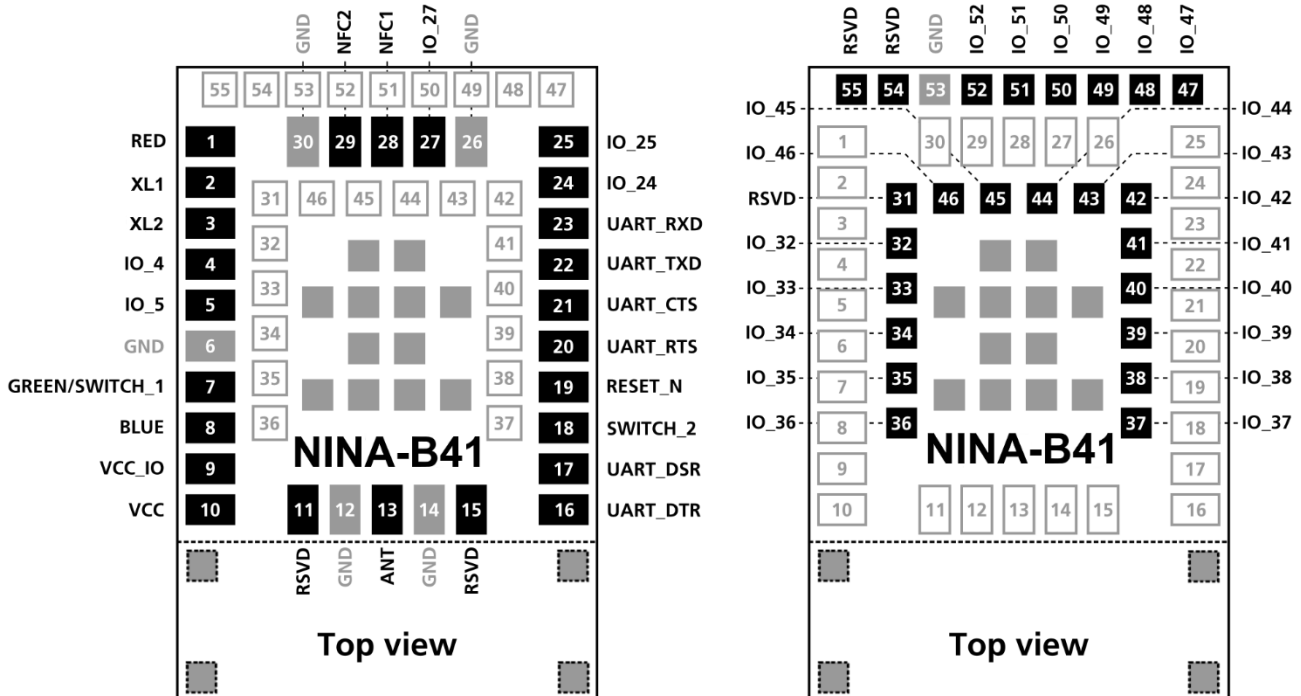 GND NFC2 NFC1 IO_27 GND
55 54 53 52 51 50 49 48 47
30 29 28 27 26
RED 1 25 IO_25
XL1 2 24 IO_24
31 46 45 44 43 42
XL2 3 23 UART_RXD
32 41
IO_4 4 22 UART_TXD
33 40
IO_5 5 21 UART_CTS
34 39
GND 6 20 UART_RTS
35 38
GREEN/SWITCH_1 7 19 RESET_N
36 37
BLUE 8 18 SWITCH_2
NINA-B41
VCC_IO 9 17 UART_DSR
VCC 10 11 12 13 14 15 16 UART_DTR
RSVD GND ANT GND RSVD
Top view
RSVD RSVD GND IO_52 IO_51 IO_50 IO_49 IO_48 IO_47
55 54 53 52 51 50 49 48 47
IO_45 IO_44
1 30 29 28 27 26 25
IO_46 IO_43
2 24
RSVD 31 46 45 44 43 42 IO_42
3 23
IO_32 32 41 IO_41
4 22
IO_33 33 40 IO_40
5 21
IO_34 34 39 IO_39
6 20
IO_35 35 38 IO_38
7 19
IO_36 36 37 IO_37
8 18
NINA-B41
9 17
10 11 12 13 14 15 16
Top view